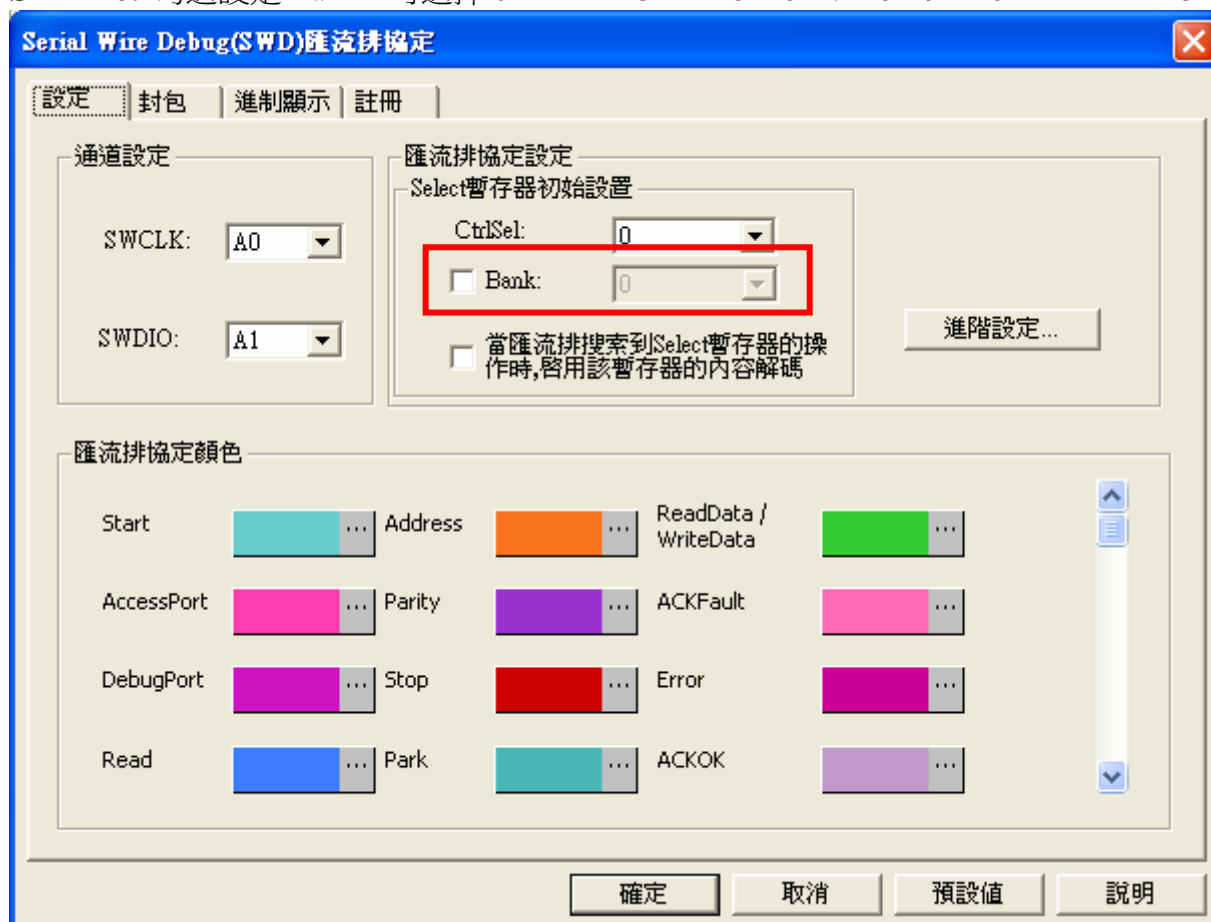 Serial Wire Debug(SWD)匯流排協定
設定 封包 進制顯示 註冊
通道設定
SWCLK: A0
SWDIO: A1
匯流排協定設定
Select暫存器初始設置
CtrlSel: 0
Bank: 0
當匯流排搜索到Select暫存器的操
作時,啓用該暫存器的內容解碼
進階設定...
匯流排協定顏色
Start ... Address ... ReadData / WriteData ...
AccessPort ... Parity ... ACKFault ...
DebugPort ... Stop ... Error ...
Read ... Park ... ACKOK ...
確定 取消 預設值 說明